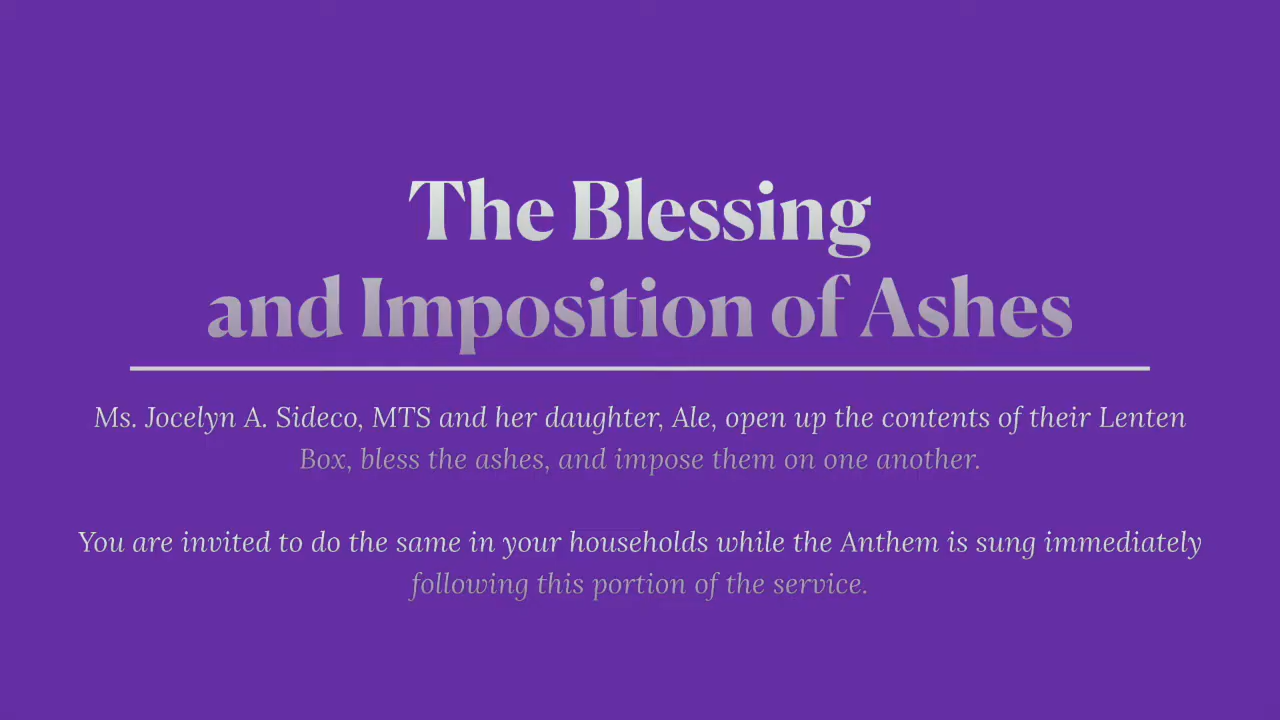 The Blessing
and Imposition of Ashes
Ms. Jocelyn A. Sideco, MTS and her daughter, Ale, open up the contents of their Lenten
Box, bless the ashes, and impose them on one another.
You are invited to do the same in your households while the Anthem is sung immediately
following this portion of the service.